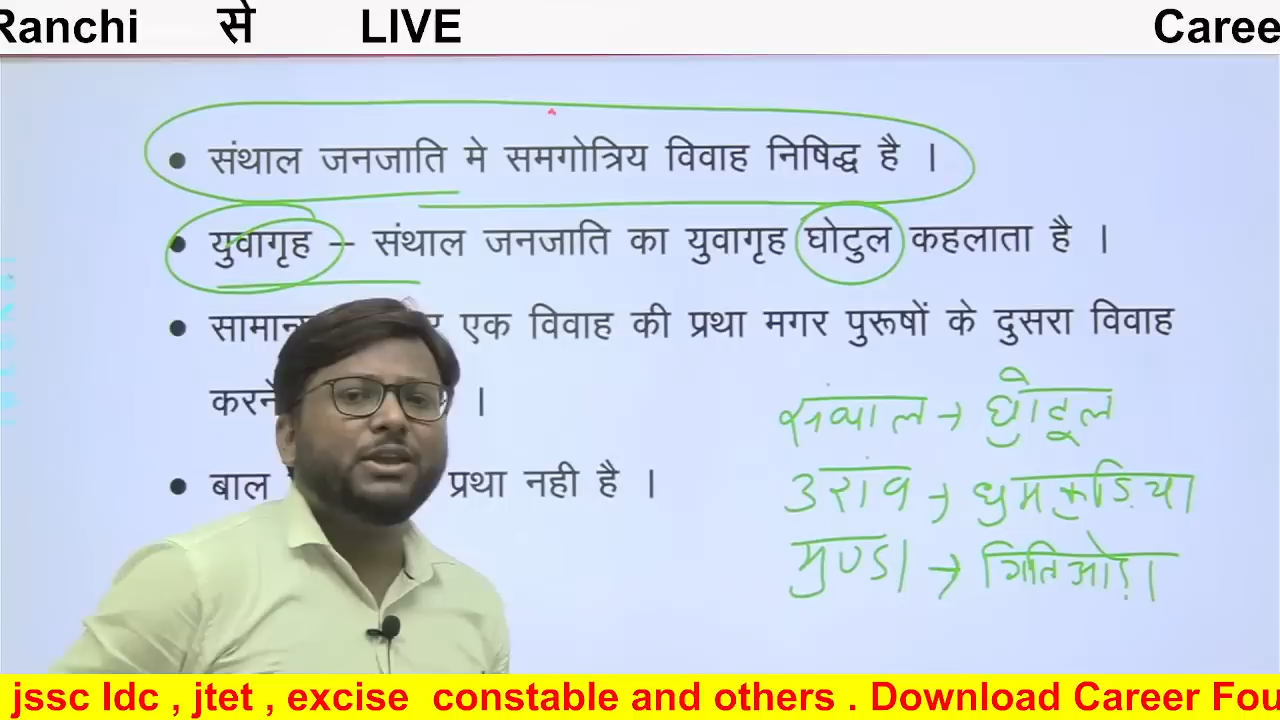 Ranchi से LIVE Caree
• संथाल जनजाति मे समगोत्रिय विवाह निषिद्ध है ।
• युवागृह – संथाल जनजाति का युवागृह घोटुल कहलाता है ।
• एक विवाह की प्रथा मगर पुरूषों के दुसरा विवाह
।
• बाल प्रथा नही है ।
संथाल → घोटूल
उरांव → धुमकुडिया
मुण्डा → गितिओड़ा
jssc ldc , jtet , excise constable and others . Download Career Fou